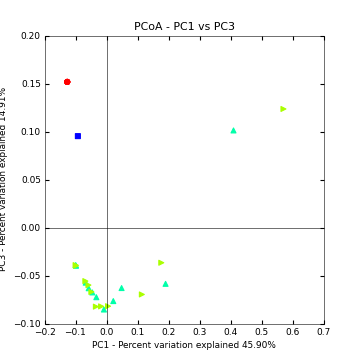 PCoA - PC1 vs PC3
0.20
0.15
0.10
0.05
0.00
−0.05
−0.10
PC3 - Percent variation explained 14.91%
−0.2 −0.1 0.0 0.1 0.2 0.3 0.4 0.5 0.6 0.7
PC1 - Percent variation explained 45.90%